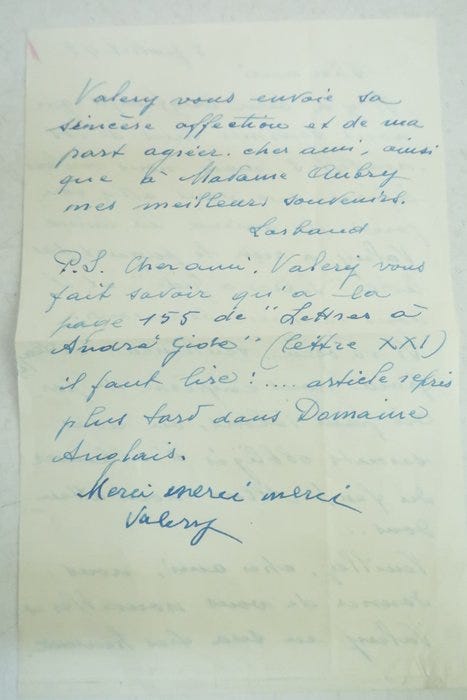 Valery vous envoie sa
sincère affection et de ma
part agréer. cher ami, ainsi
que à Madame Aubry
mes meilleurs souvenirs.
Larbaud
P.S. Cher ami. Valery vous
fait savoir qu'a la
page 155 de "Lettres à
André Gide" (lettre XXI)
il faut lire : .... article repris
plus tard dans Domaine
Anglais.
Merci merci merci
Valery